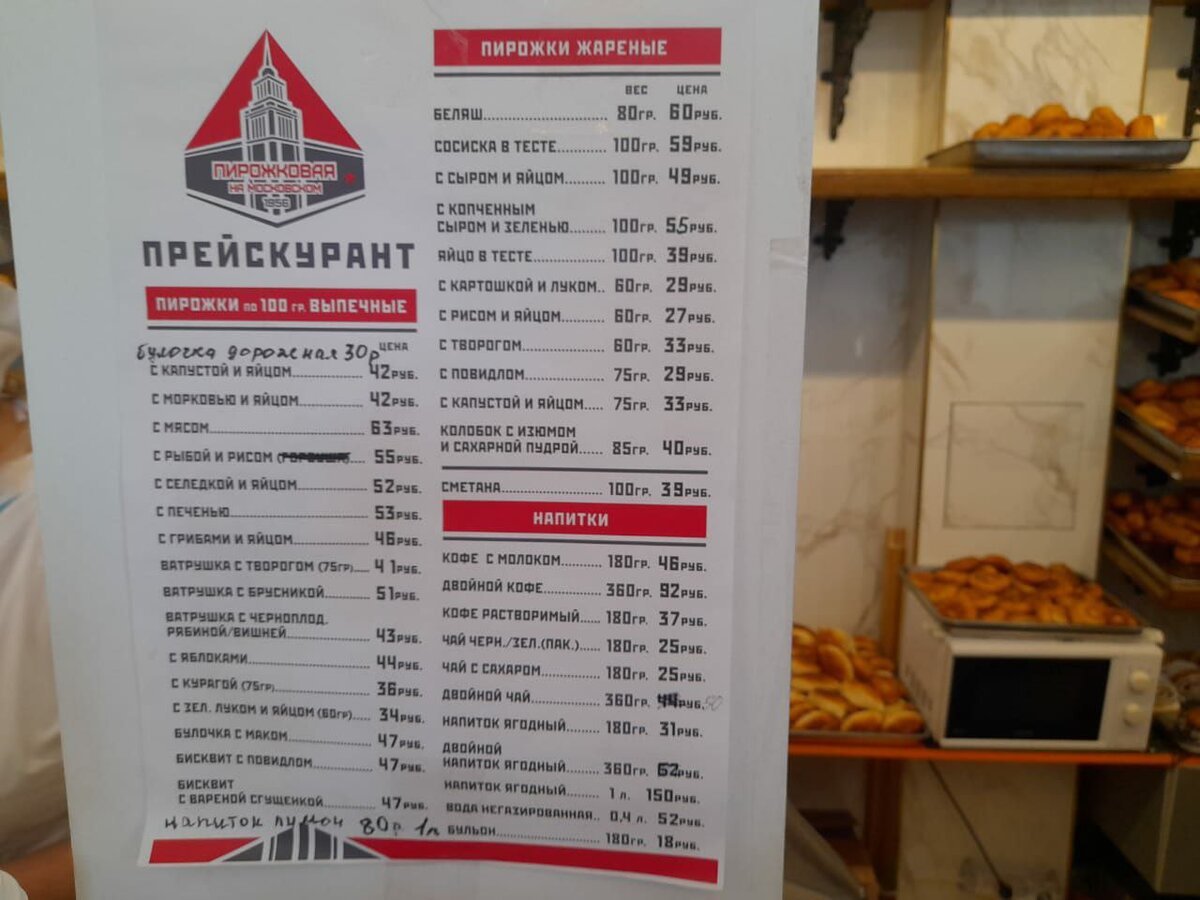 ПИРОЖКОВАЯ
НА МОСКОВСКОМ
1956
ПРЕЙСКУРАНТ
ПИРОЖКИ ПО 100 ГР. ВЫПЕЧНЫЕ
ЦЕНА
булочка дорожная 30р
С КАПУСТОЙ И ЯЙЦОМ 42РУБ.
С МОРКОВЬЮ И ЯЙЦОМ 42РУБ.
С МЯСОМ 63РУБ.
С РЫБОЙ И РИСОМ 55РУБ.
С СЕЛЕДКОЙ И ЯЙЦОМ 52РУБ.
С ПЕЧЕНЬЮ 53РУБ.
С ГРИБАМИ И ЯЙЦОМ 46РУБ.
ВАТРУШКА С ТВОРОГОМ (75ГР) 41РУБ.
ВАТРУШКА С БРУСНИКОЙ 51РУБ.
ВАТРУШКА С ЧЕРНОПЛОД.
РЯБИНОЙ/ВИШНЕЙ 43РУБ.
С ЯБЛОКАМИ 44РУБ.
С КУРАГОЙ (75ГР) 36РУБ.
С ЗЕЛ. ЛУКОМ И ЯЙЦОМ (60ГР) 34РУБ.
БУЛОЧКА С МАКОМ 47РУБ.
БИСКВИТ С ПОВИДЛОМ 47РУБ.
БИСКВИТ
С ВАРЕНОЙ СГУЩЕНКОЙ 47РУБ.
напиток лимон 80р. 1л
ПИРОЖКИ ЖАРЕНЫЕ
ВЕС ЦЕНА
БЕЛЯШ 80ГР. 60РУБ.
СОСИСКА В ТЕСТЕ 100ГР. 59РУБ.
С СЫРОМ И ЯЙЦОМ 100ГР. 49РУБ.
С КОПЧЕННЫМ
СЫРОМ И ЗЕЛЕНЬЮ 100ГР. 55РУБ.
ЯЙЦО В ТЕСТЕ 100ГР. 39РУБ.
С КАРТОШКОЙ И ЛУКОМ 60ГР. 29РУБ.
С РИСОМ И ЯЙЦОМ 60ГР. 27РУБ.
С ТВОРОГОМ 60ГР. 33РУБ.
С ПОВИДЛОМ 75ГР. 29РУБ.
С КАПУСТОЙ И ЯЙЦОМ 75ГР. 33РУБ.
КОЛОБОК С ИЗЮМОМ
И САХАРНОЙ ПУДРОЙ 85ГР. 40РУБ.
СМЕТАНА 100ГР. 39РУБ.
НАПИТКИ
КОФЕ С МОЛОКОМ 180ГР. 46РУБ.
ДВОЙНОЙ КОФЕ 360ГР. 92РУБ.
КОФЕ РАСТВОРИМЫЙ 180ГР. 37РУБ.
ЧАЙ ЧЕРН./ЗЕЛ.(ПАК.) 180ГР. 25РУБ.
ЧАЙ С САХАРОМ 180ГР. 25РУБ.
ДВОЙНОЙ ЧАЙ 360ГР. РУБ. 50
НАПИТОК ЯГОДНЫЙ 180ГР. 31РУБ.
ДВОЙНОЙ
НАПИТОК ЯГОДНЫЙ 360ГР. 62РУБ.
НАПИТОК ЯГОДНЫЙ 1 Л. 150РУБ.
ВОДА НЕГАЗИРОВАННАЯ 0,4 Л. 52РУБ.
БУЛЬОН 180ГР. 18РУБ.